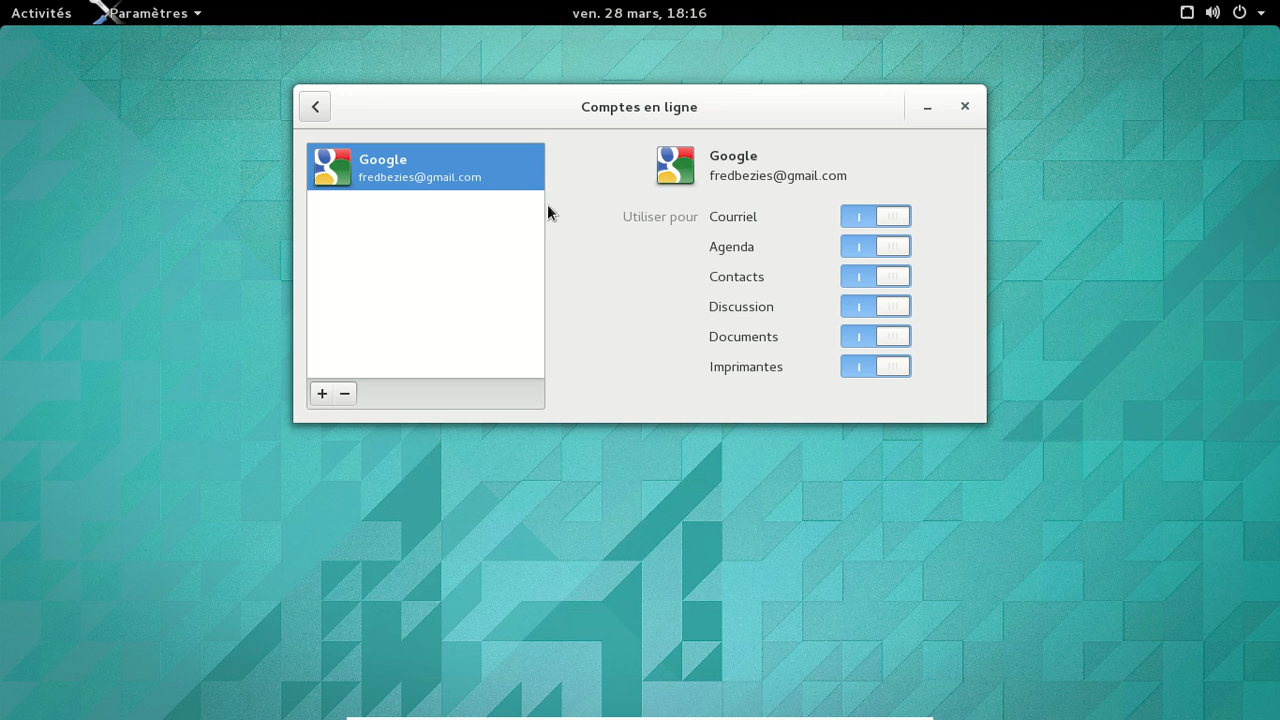 Activités
Paramètres
ven. 28 mars, 18:16
Comptes en ligne
Google
fredbezies@gmail.com
Google
fredbezies@gmail.com
Utiliser pour Courriel
Agenda
Contacts
Discussion
Documents
Imprimantes